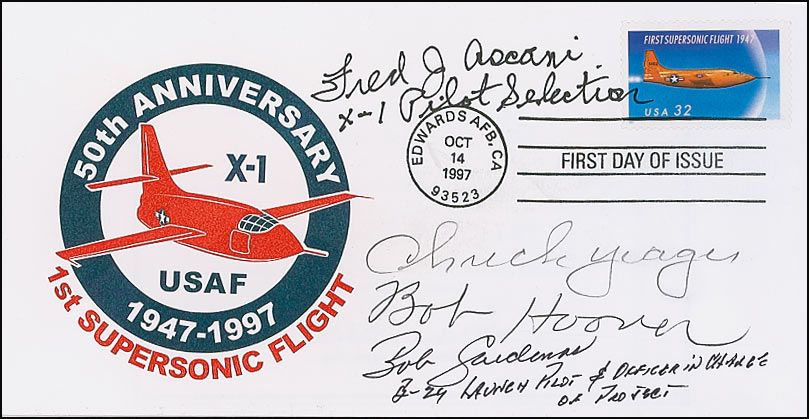 50th ANNIVERSARY
X-1
USAF
1947-1997
1st SUPERSONIC FLIGHT
Fred J Ascani
X-1 Pilot Selection
FIRST SUPERSONIC FLIGHT 1947
USA 32
EDWARDS AFB, CA
OCT
14
1997
93523
FIRST DAY OF ISSUE
Chuck Yeager
Bob Hoover
Bob Cardenas
B-29 LAUNCH PILOT & OFFICER IN CHARGE
OF PROJECT